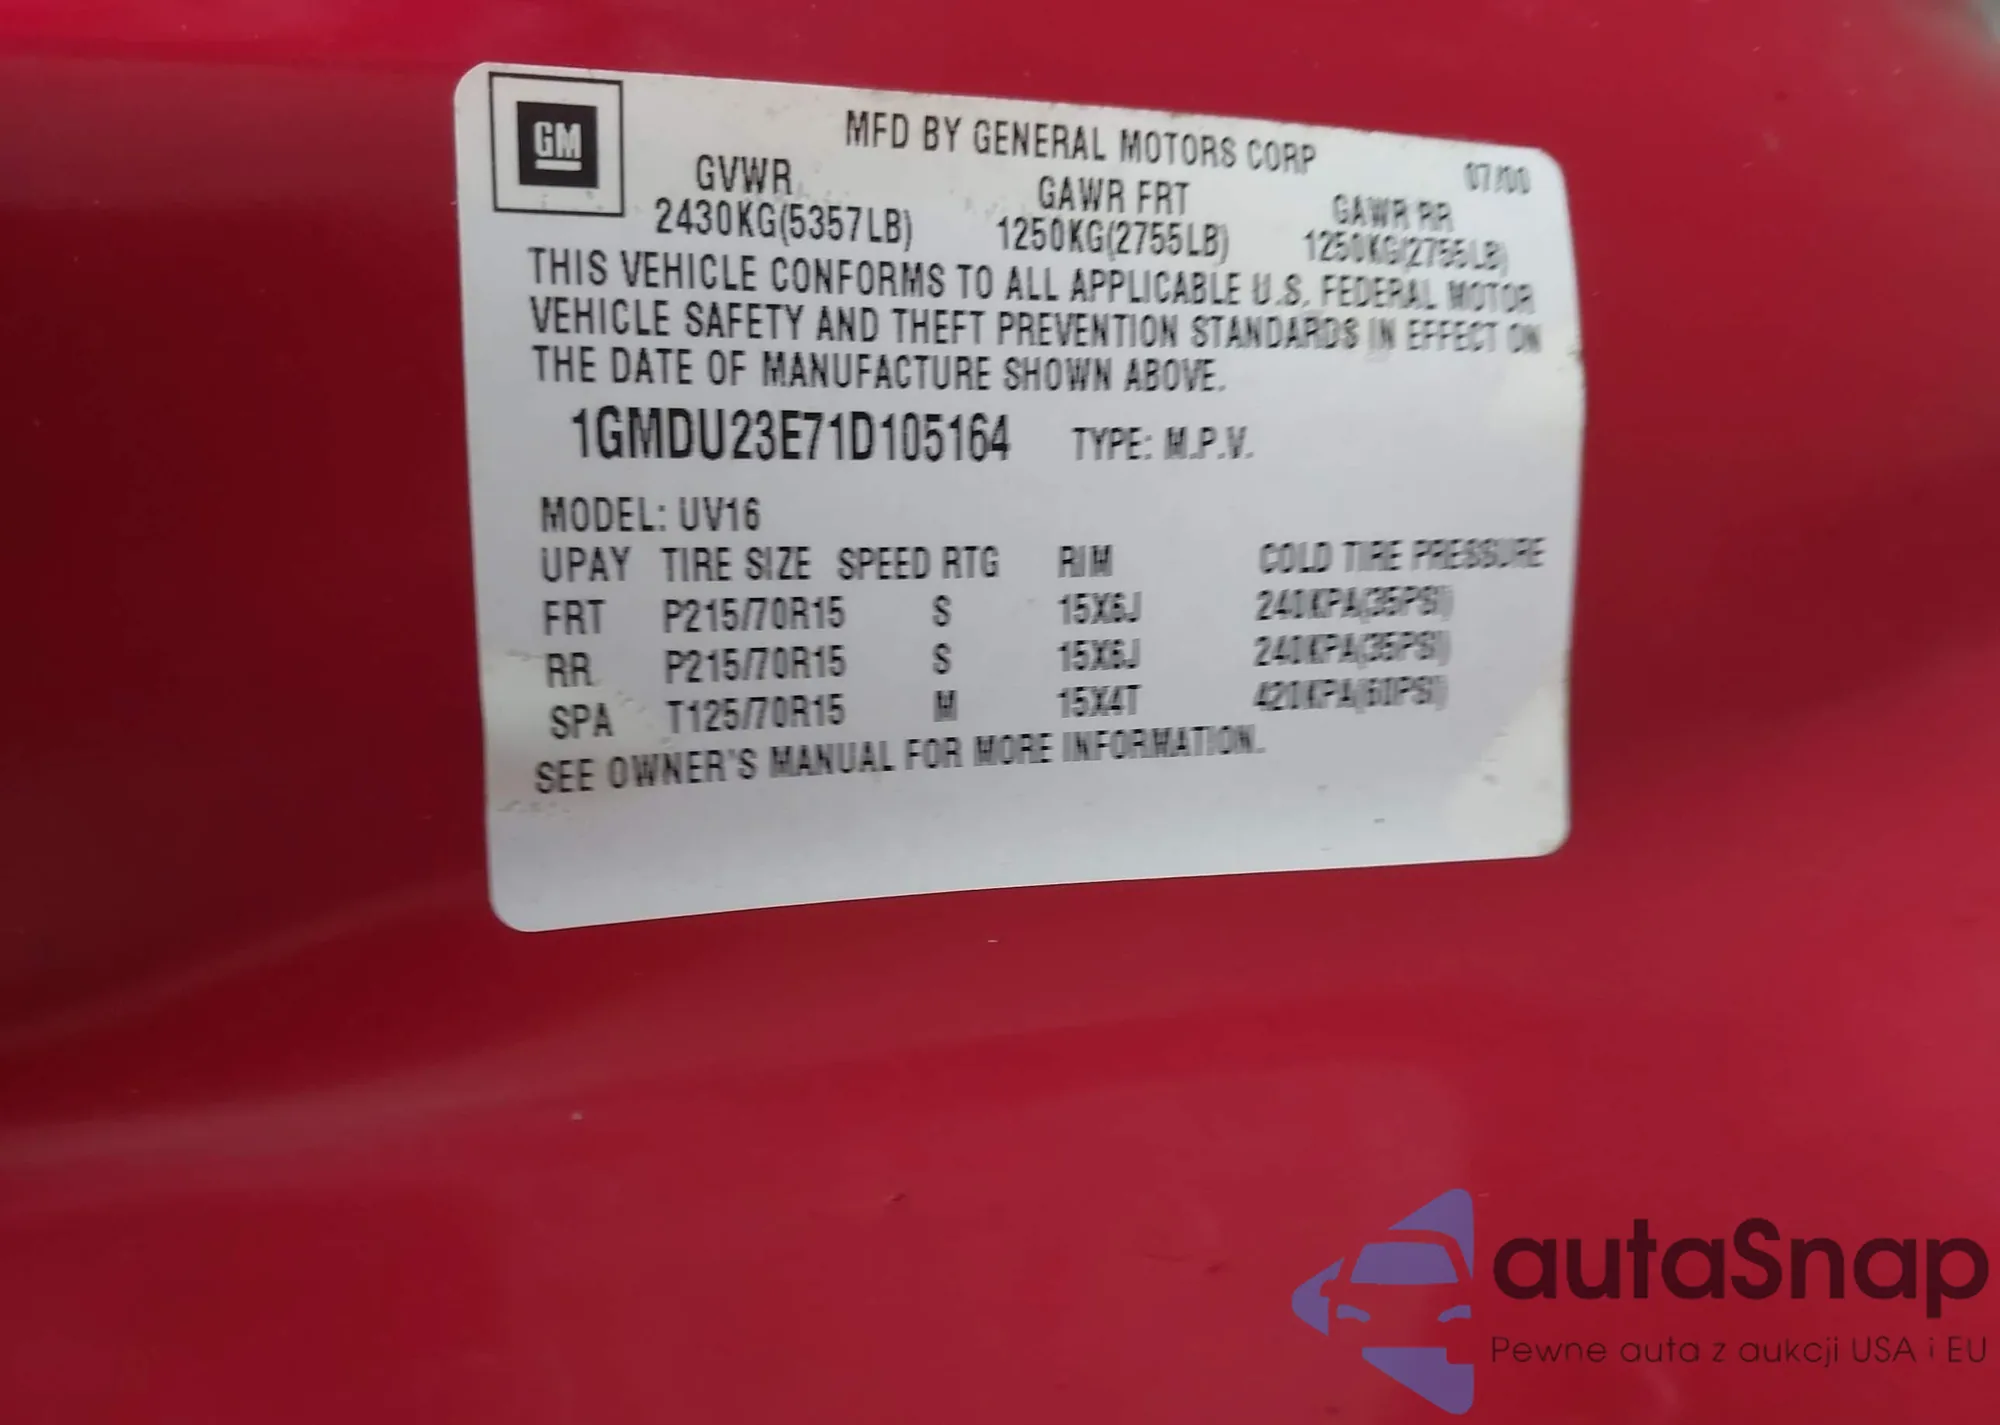 GM
MFD BY GENERAL MOTORS CORP 07/00
GVWR GAWR FRT GAWR RR
2430KG(5357LB) 1250KG(2755LB) 1250KG(2755LB)
THIS VEHICLE CONFORMS TO ALL APPLICABLE U.S. FEDERAL MOTOR
VEHICLE SAFETY AND THEFT PREVENTION STANDARDS IN EFFECT ON
THE DATE OF MANUFACTURE SHOWN ABOVE.
1GMDU23E71D105164 TYPE: M.P.V.
MODEL: UV16
UPAY TIRE SIZE SPEED RTG RIM COLD TIRE PRESSURE
FRT P215/70R15 S 15X6J 240KPA(35PSI)
RR P215/70R15 S 15X6J 240KPA(35PSI)
SPA T125/70R15 M 15X4T 420KPA(60PSI)
SEE OWNER'S MANUAL FOR MORE INFORMATION.
autaSnap
Pewne auta z aukcji USA i EU